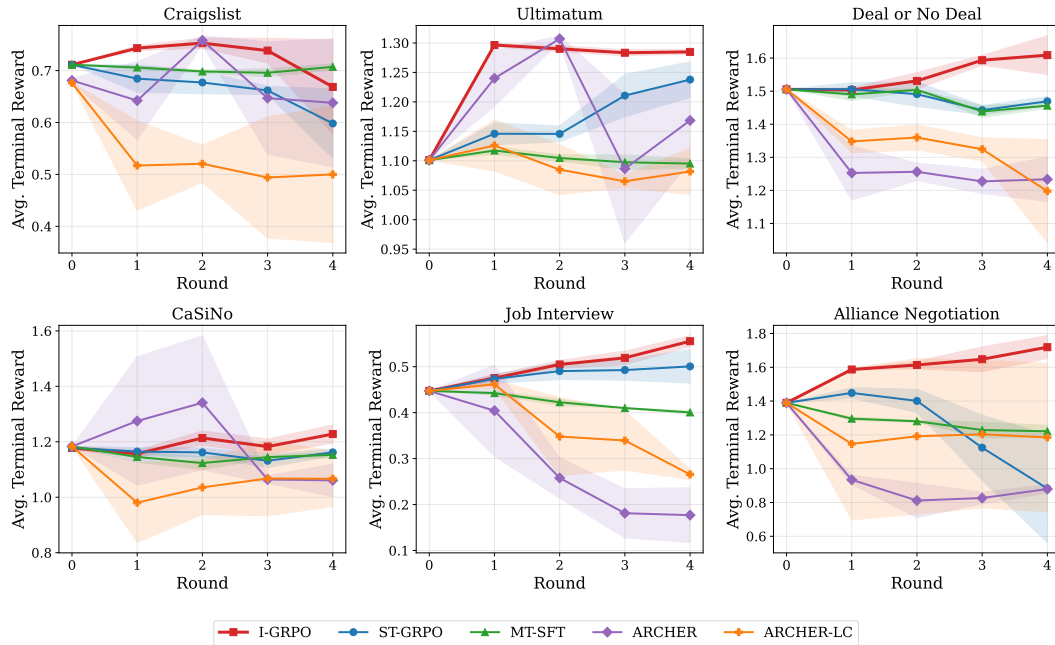 Craigslist
Avg. Terminal Reward
0.7
0.6
0.5
0.4
0 1 2 3 4
Round
Ultimatum
Avg. Terminal Reward
1.30
1.25
1.20
1.15
1.10
1.05
1.00
0.95
0 1 2 3 4
Round
Deal or No Deal
Avg. Terminal Reward
1.6
1.5
1.4
1.3
1.2
1.1
0 1 2 3 4
Round
CaSiNo
Avg. Terminal Reward
1.6
1.4
1.2
1.0
0.8
0 1 2 3 4
Round
Job Interview
Avg. Terminal Reward
0.5
0.4
0.3
0.2
0.1
0 1 2 3 4
Round
Alliance Negotiation
Avg. Terminal Reward
1.8
1.6
1.4
1.2
1.0
0.8
0.6
0 1 2 3 4
Round
I-GRPO ST-GRPO MT-SFT ARCHER ARCHER-LC